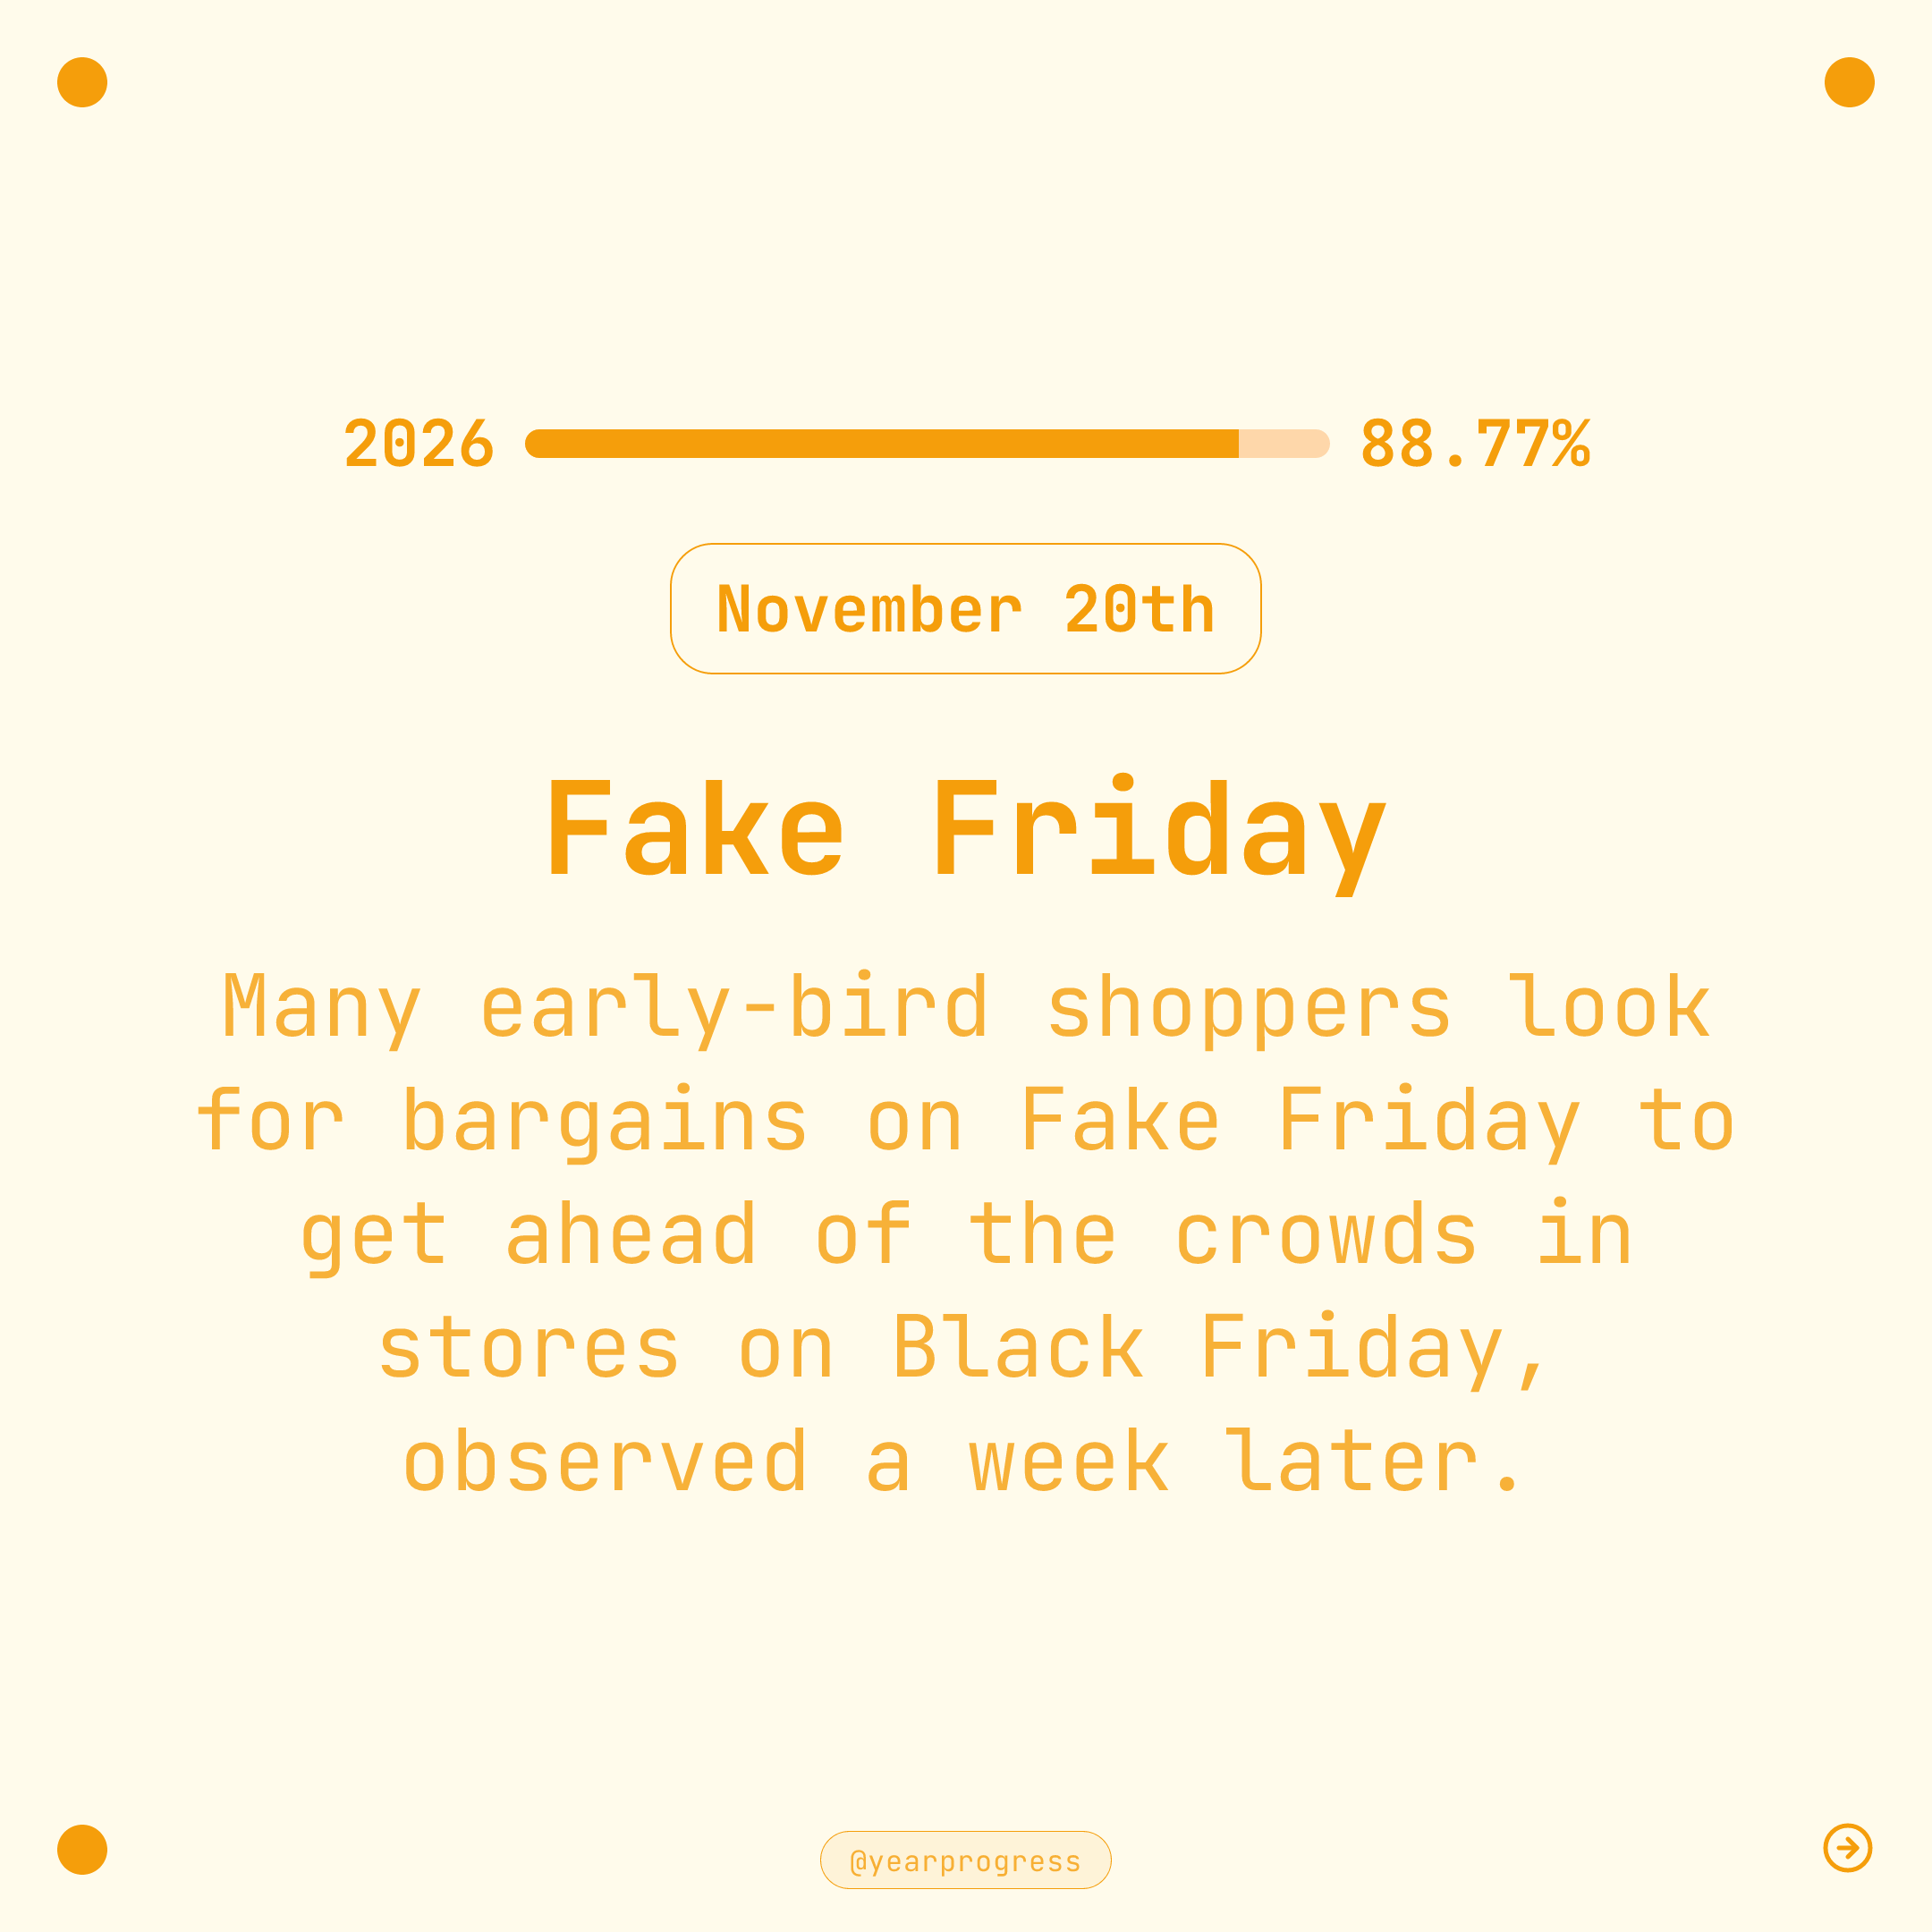 2026 88.77%
November 20th
Fake Friday
Many early-bird shoppers look
for bargains on Fake Friday to
get ahead of the crowds in
stores on Black Friday,
observed a week later.
@yearprogress